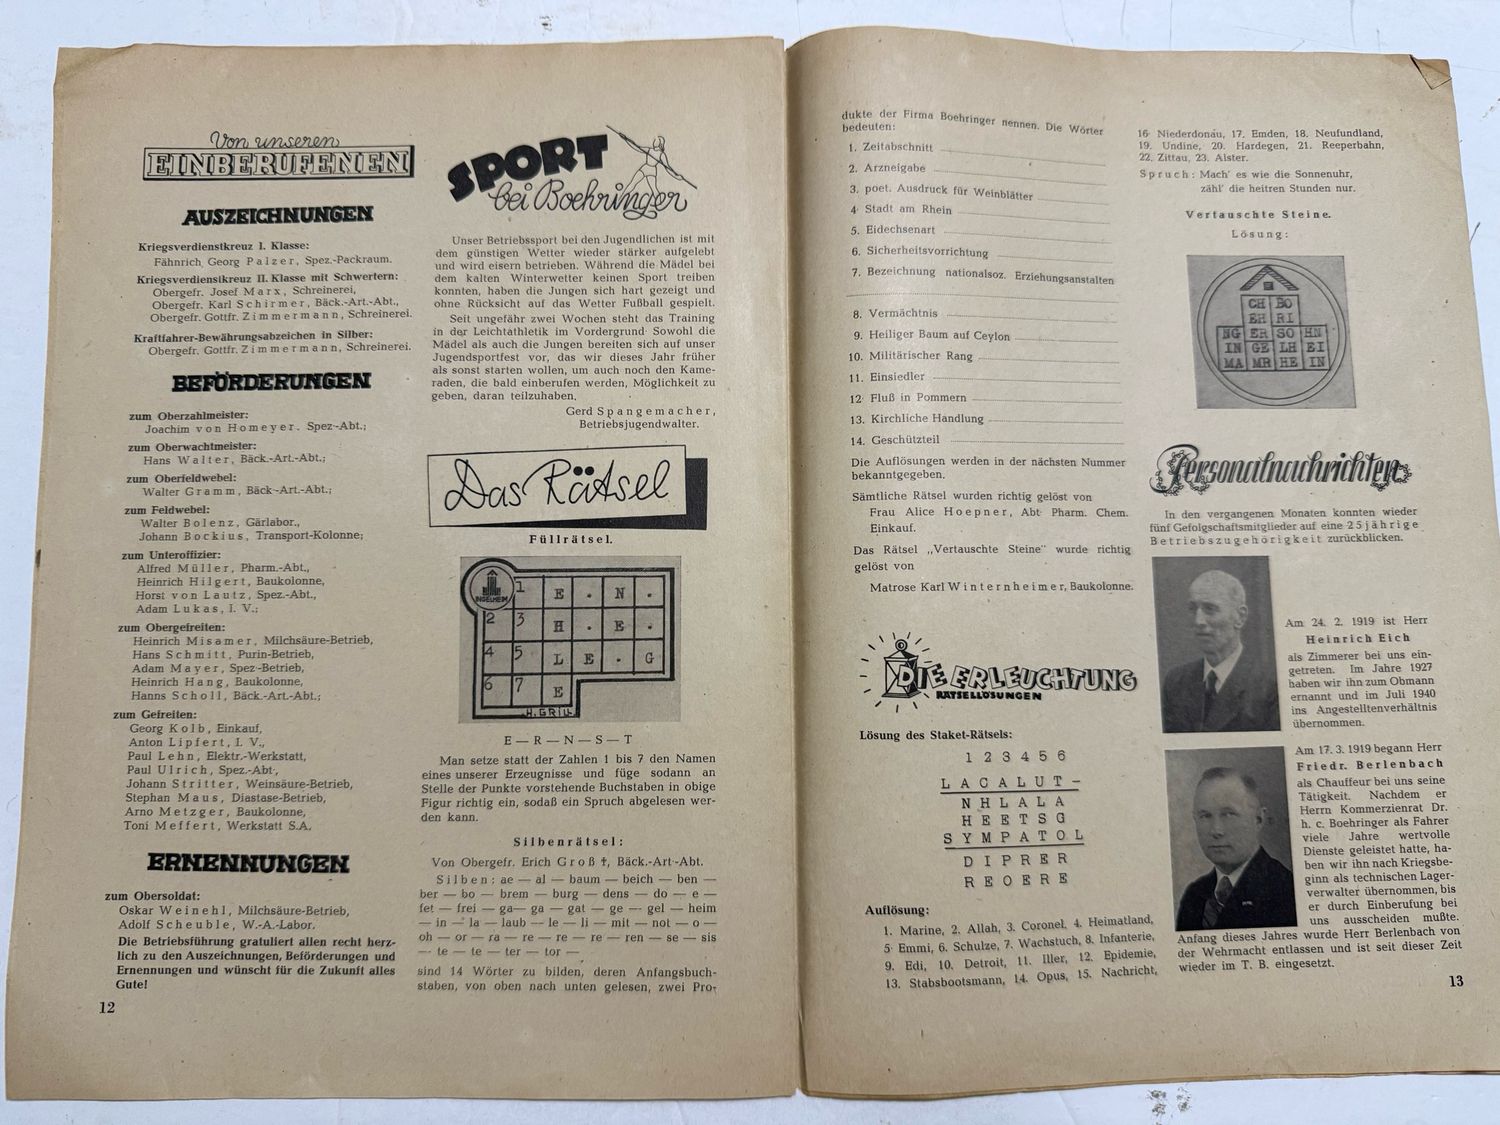 Von unseren
EINBERUFENEN
AUSZEICHNUNGEN
Kriegsverdienstkreuz I. Klasse:
Fähnrich Georg Palzer, Spez.-Packraum.
Kriegsverdienstkreuz II. Klasse mit Schwertern:
Obergefr. Josef Marx, Schreinerei,
Obergefr. Karl Schirmer, Bäck.-Art.-Abt.,
Obergefr. Gottfr. Zimmermann, Schreinerei.
Kraftfahrer-Bewährungsabzeichen in Silber:
Obergefr. Gottfr. Zimmermann, Schreinerei.
BEFÖRDERUNGEN
zum Oberzahlmeister:
Joachim von Homeyer. Spez-Abt.;
zum Oberwachtmeister:
Hans Walter, Bäck.-Art.-Abt.;
zum Oberfeldwebel:
Walter Gramm, Bäck.-Art.-Abt.;
zum Feldwebel:
Walter Bolenz, Gärlabor.,
Johann Bockius, Transport-Kolonne;
zum Unteroffizier:
Alfred Müller, Pharm.-Abt.,
Heinrich Hilgert, Baukolonne,
Horst von Lautz, Spez.-Abt.,
Adam Lukas, I. V.;
zum Obergefreiten:
Heinrich Misamer, Milchsäure-Betrieb,
Hans Schmitt, Purin-Betrieb,
Adam Mayer, Spez-Betrieb,
Heinrich Hang, Baukolonne,
Hanns Scholl, Bäck.-Art.-Abt.;
zum Gefreiten:
Georg Kolb, Einkauf,
Anton Lipfert, I. V.,
Paul Lehn, Elektr.-Werkstatt,
Paul Ulrich, Spez.-Abt.,
Johann Stritter, Weinsäure-Betrieb,
Stephan Maus, Diastase-Betrieb,
Arno Metzger, Baukolonne,
Toni Meffert, Werkstatt S.A.
ERNENNUNGEN
zum Obersoldat:
Oskar Weinehl, Milchsäure-Betrieb,
Adolf Scheuble, W.-A.-Labor.
Die Betriebsführung gratuliert allen recht herz-
lich zu den Auszeichnungen, Beförderungen und
Ernennungen und wünscht für die Zukunft alles
Gute!
12
SPORT
bei Boehringer
Unser Betriebssport bei den Jugendlichen ist mit
dem günstigen Wetter wieder stärker aufgelebt
und wird eisern betrieben. Während die Mädel bei
dem kalten Winterwetter keinen Sport treiben
konnten, haben die Jungen sich hart gezeigt und
ohne Rücksicht auf das Wetter Fußball gespielt.
Seit ungefähr zwei Wochen steht das Training
in der Leichtathletik im Vordergrund. Sowohl die
Mädel als auch die Jungen bereiten sich auf unser
Jugendsportfest vor, das wir dieses Jahr früher
als sonst starten wollen, um auch noch den Kame-
raden, die bald einberufen werden, Möglichkeit zu
geben, daran teilzuhaben.
Gerd Spangemacher,
Betriebsjugendwalter.
Das Rätsel
Füllrätsel.
INGELHEIM
1 E . N .
2 3 H . E .
4 5 L E . G
6 7 E
H. GRILL
E — R — N — S — T
Man setze statt der Zahlen 1 bis 7 den Namen
eines unserer Erzeugnisse und füge sodann an
Stelle der Punkte vorstehende Buchstaben in obige
Figur richtig ein, sodaß ein Spruch abgelesen wer-
den kann.
Silbenrätsel:
Von Obergefr. Erich Groß †, Bäck.-Art-Abt.
Silben: ae — al — baum — beich — ben —
ber — bo — brem — burg — dens — do — e —
fet — frei — ga — ga — gat — ge — gel — heim
— in — la — laub — le — li — mit — not — o —
oh — or — ra — re — re — re — ren — se — sis
— te — te — ter — tor —
sind 14 Wörter zu bilden, deren Anfangsbuch-
staben, von oben nach unten gelesen, zwei Pro-
dukte der Firma Boehringer nennen. Die Wörter
bedeuten:
1. Zeitabschnitt
2. Arzneigabe
3. poet. Ausdruck für Weinblätter
4. Stadt am Rhein
5. Eidechsenart
6. Sicherheitsvorrichtung
7. Bezeichnung nationalsoz. Erziehungsanstalten
8. Vermächtnis
9. Heiliger Baum auf Ceylon
10. Militärischer Rang
11. Einsiedler
12. Fluß in Pommern
13. Kirchliche Handlung
14. Geschützteil
Die Auflösungen werden in der nächsten Nummer
bekanntgegeben.
Sämtliche Rätsel wurden richtig gelöst von
Frau Alice Hoepner, Abt. Pharm. Chem.
Einkauf.
Das Rätsel „Vertauschte Steine" wurde richtig
gelöst von
Matrose Karl Winternheimer, Baukolonne.
DIE ERLEUCHTUNG
RÄTSELLÖSUNGEN
Lösung des Staket-Rätsels:
1 2 3 4 5 6
LACALUT-
NHLALA
HEETSG
SYMPATOL
DIPRER
REOERE
Auflösung:
1. Marine, 2. Allah, 3. Coronel, 4. Heimatland,
5. Emmi, 6. Schulze, 7. Wachstuch, 8. Infanterie,
9. Edi, 10. Detroit, 11. Iller, 12. Epidemie,
13. Stabsbootsmann, 14. Opus, 15. Nachricht,
16. Niederdonau, 17. Emden, 18. Neufundland,
19. Undine, 20. Hardegen, 21. Reeperbahn,
22. Zittau, 23. Alster.
Spruch: Mach' es wie die Sonnenuhr,
zähl' die heitren Stunden nur.
Vertauschte Steine.
Lösung:
CH BO
EH RI
NG ER SO HN
IN GE LH EI
MA MR HE IN
Personalnachrichten
In den vergangenen Monaten konnten wieder
fünf Gefolgschaftsmitglieder auf eine 25jährige
Betriebszugehörigkeit zurückblicken.
Am 24. 2. 1919 ist Herr
Heinrich Eich
als Zimmerer bei uns ein-
getreten. Im Jahre 1927
haben wir ihn zum Obmann
ernannt und im Juli 1940
ins Angestelltenverhältnis
übernommen.
Am 17. 3. 1919 begann Herr
Friedr. Berlenbach
als Chauffeur bei uns seine
Tätigkeit. Nachdem er
Herrn Kommerzienrat Dr.
h. c. Boehringer als Fahrer
viele Jahre wertvolle
Dienste geleistet hatte, ha-
ben wir ihn nach Kriegsbe-
ginn als technischen Lager-
verwalter übernommen, bis
er durch Einberufung bei
uns ausscheiden mußte.
Anfang dieses Jahres wurde Herr Berlenbach von
der Wehrmacht entlassen und ist seit dieser Zeit
wieder im T. B. eingesetzt.
13